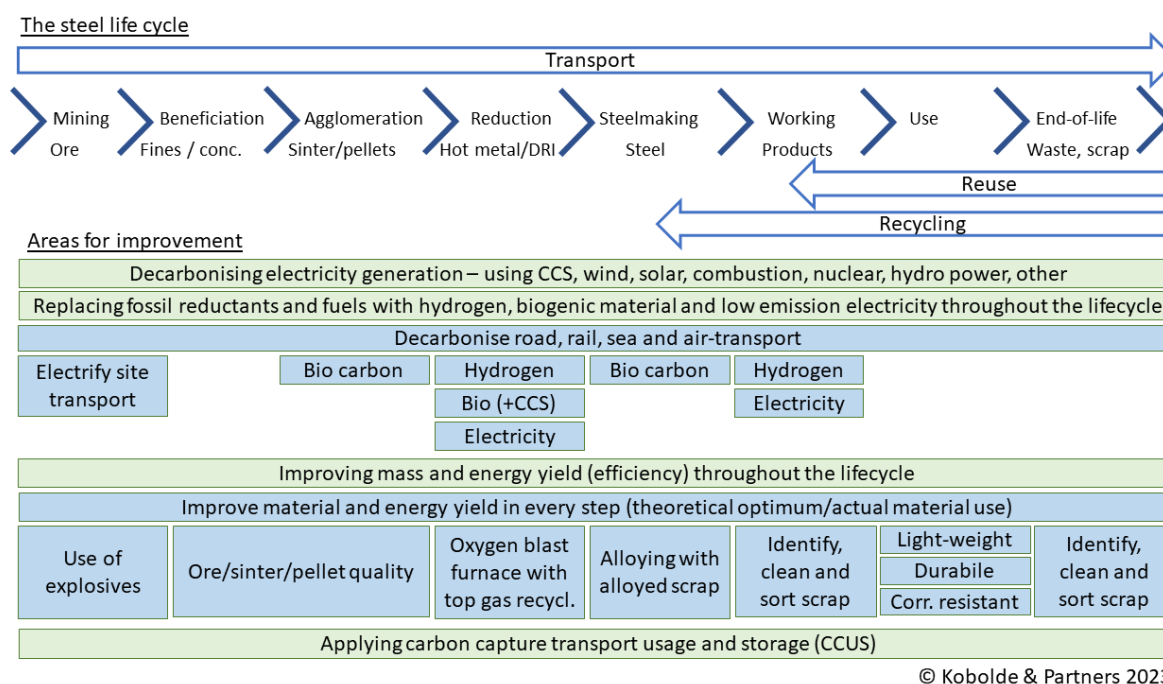 The steel life cycle
Transport
Mining
Ore
Beneficiation
Fines / conc.
Agglomeration
Sinter/pellets
Reduction
Hot metal/DRI
Steelmaking
Steel
Working
Products
Use
End-of-life
Waste, scrap
Reuse
Recycling
Areas for improvement
Decarbonising electricity generation – using CCS, wind, solar, combustion, nuclear, hydro power, other
Replacing fossil reductants and fuels with hydrogen, biogenic material and low emission electricity throughout the lifecycle
Decarbonise road, rail, sea and air-transport
Electrify site
transport
Bio carbon
Hydrogen
Bio (+CCS)
Electricity
Bio carbon
Hydrogen
Electricity
Improving mass and energy yield (efficiency) throughout the lifecycle
Improve material and energy yield in every step (theoretical optimum/actual material use)
Use of
explosives
Ore/sinter/pellet quality
Oxygen blast
furnace with
top gas recycl.
Alloying with
alloyed scrap
Identify,
clean and
sort scrap
Light-weight
Durabile
Corr. resistant
Identify,
clean and
sort scrap
Applying carbon capture transport usage and storage (CCUS)
© Kobolde & Partners 2023